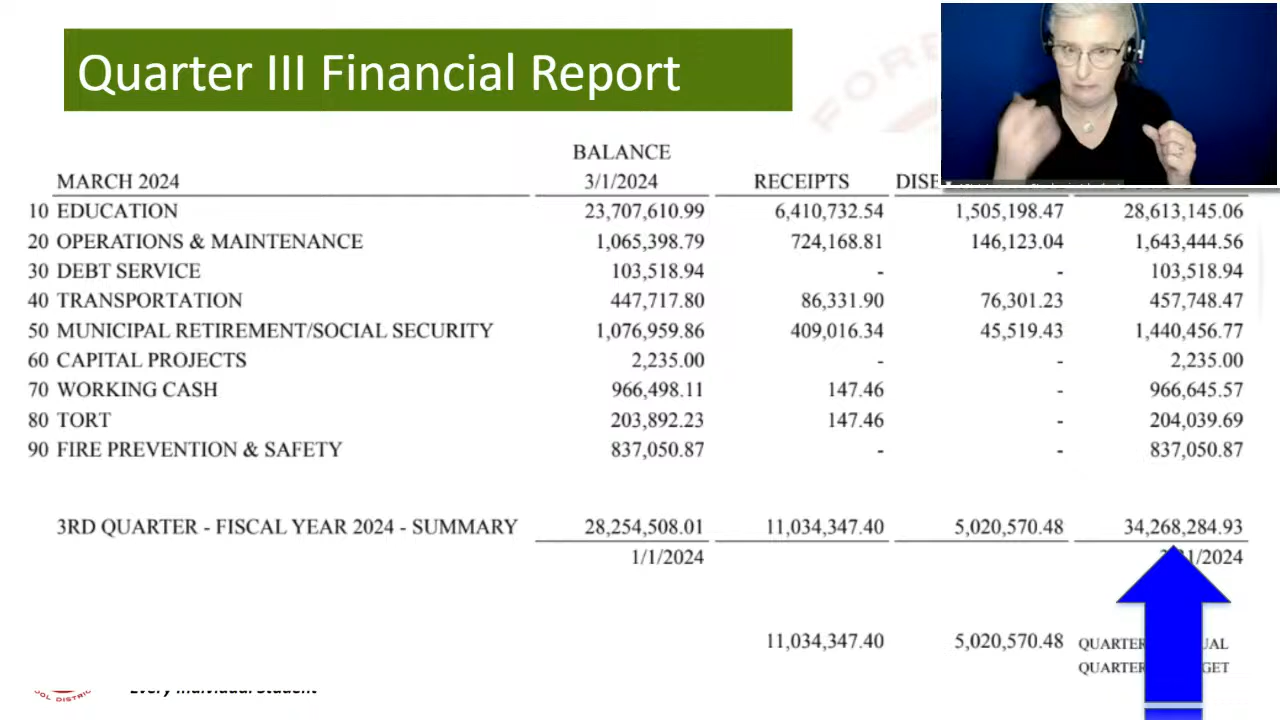 Quarter III Financial Report
BALANCE
MARCH 2024 3/1/2024 RECEIPTS
10 EDUCATION 23,707,610.99 6,410,732.54 1,505,198.47 28,613,145.06
20 OPERATIONS & MAINTENANCE 1,065,398.79 724,168.81 146,123.04 1,643,444.56
30 DEBT SERVICE 103,518.94 - - 103,518.94
40 TRANSPORTATION 447,717.80 86,331.90 76,301.23 457,748.47
50 MUNICIPAL RETIREMENT/SOCIAL SECURITY 1,076,959.86 409,016.34 45,519.43 1,440,456.77
60 CAPITAL PROJECTS 2,235.00 - - 2,235.00
70 WORKING CASH 966,498.11 147.46 - 966,645.57
80 TORT 203,892.23 147.46 - 204,039.69
90 FIRE PREVENTION & SAFETY 837,050.87 - - 837,050.87
3RD QUARTER - FISCAL YEAR 2024 - SUMMARY 28,254,508.01 11,034,347.40 5,020,570.48 34,268,284.93
1/1/2024
11,034,347.40 5,020,570.48 QUARTER
QUARTER
Every Individual Student